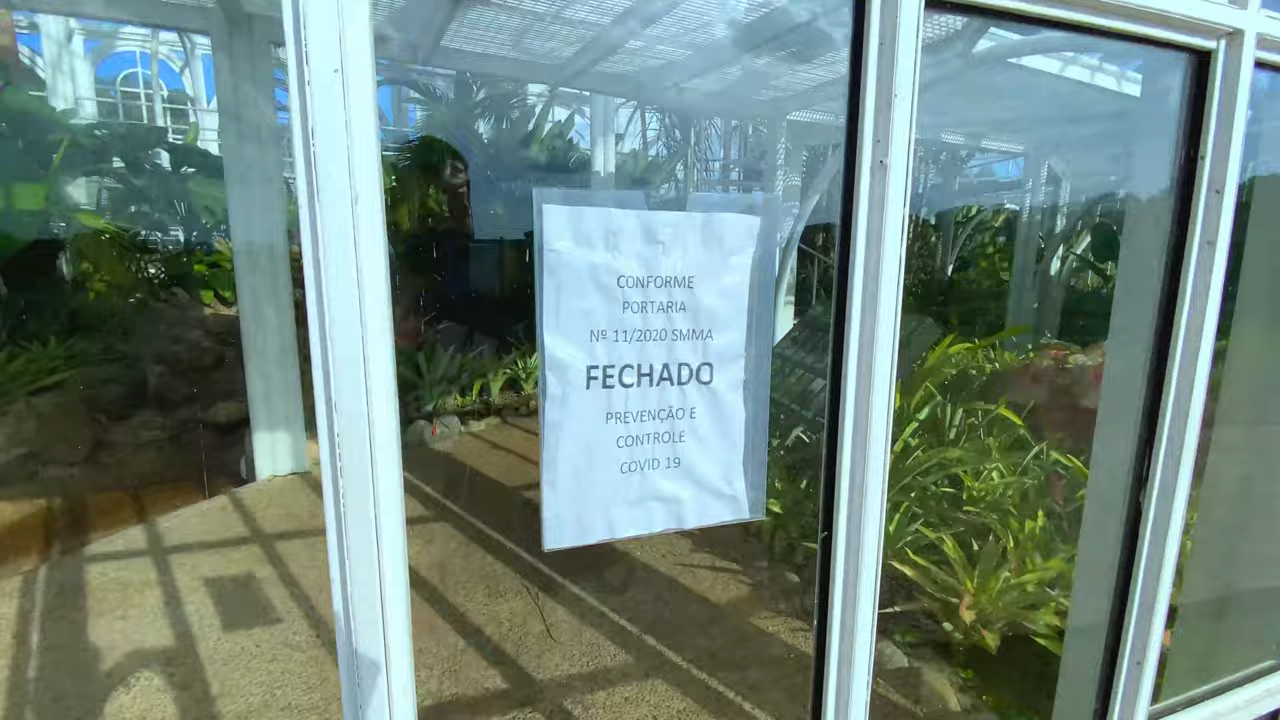 CONFORME
PORTARIA
Nº 11/2020 SMMA
FECHADO
PREVENÇÃO E
CONTROLE
COVID 19